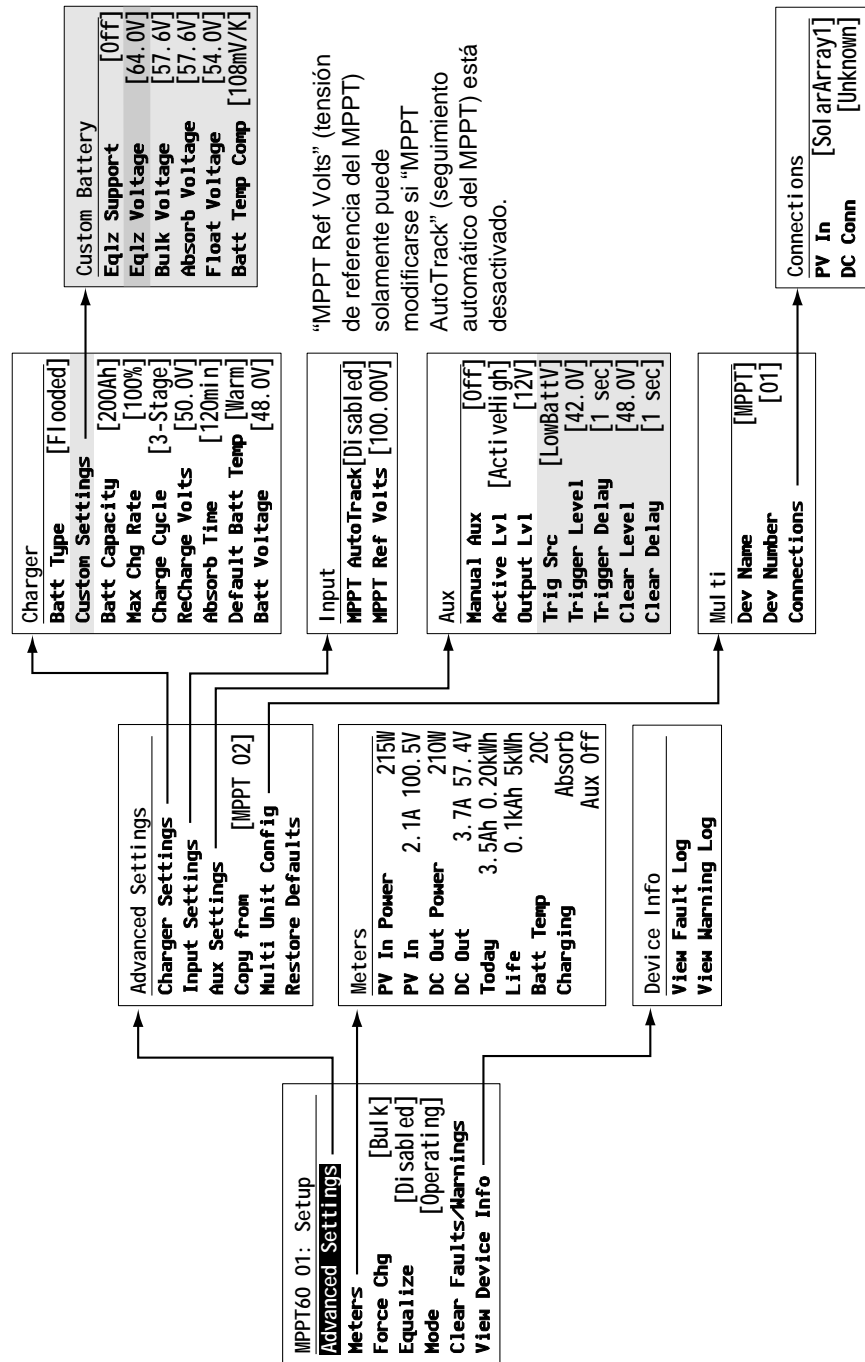 MPPT60 01: Setup
Advanced Settings
Meters
Force Chg [Bulk]
Equalize [Disabled]
Mode [Operating]
Clear Faults/Warnings
View Device Info
Advanced Settings
Charger Settings
Input Settings
Aux Settings
Copy from [MPPT 02]
Multi Unit Config
Restore Defaults
Meters
PV In Power 215W
PV In 2.1A 100.5V
DC Out Power 210W
DC Out 3.7A 57.4V
Today 3.5Ah 0.20kWh
Life 0.1kAh 5kWh
Batt Temp 20C
Charging Absorb
Aux Off
Device Info
View Fault Log
View Warning Log
Charger
Batt Type [Flooded]
Custom Settings
Batt Capacity [200Ah]
Max Chg Rate [100%]
Charge Cycle [3-Stage]
ReCharge Volts [50.0V]
Absorb Time [120min]
Default Batt Temp [Warm]
Batt Voltage [48.0V]
Input
MPPT AutoTrack[Disabled]
MPPT Ref Volts [100.00V]
Aux
Manual Aux [Off]
Active Lvl [ActiveHigh]
Output Lvl [12V]
Trig Src [LowBattV]
Trigger Level [42.0V]
Trigger Delay [1 sec]
Clear Level [48.0V]
Clear Delay [1 sec]
Multi
Dev Name [MPPT]
Dev Number [01]
Connections
Custom Battery
Eqlz Support [Off]
Eqlz Voltage [64.0V]
Bulk Voltage [57.6V]
Absorb Voltage [57.6V]
Float Voltage [54.0V]
Batt Temp Comp [108mV/K]
“MPPT Ref Volts” (tensión
de referencia del MPPT)
solamente puede
modificarse si “MPPT
AutoTrack” (seguimiento
automático del MPPT) está
desactivado.
Connections
PV In [SolarArray1]
DC Conn [Unknown]